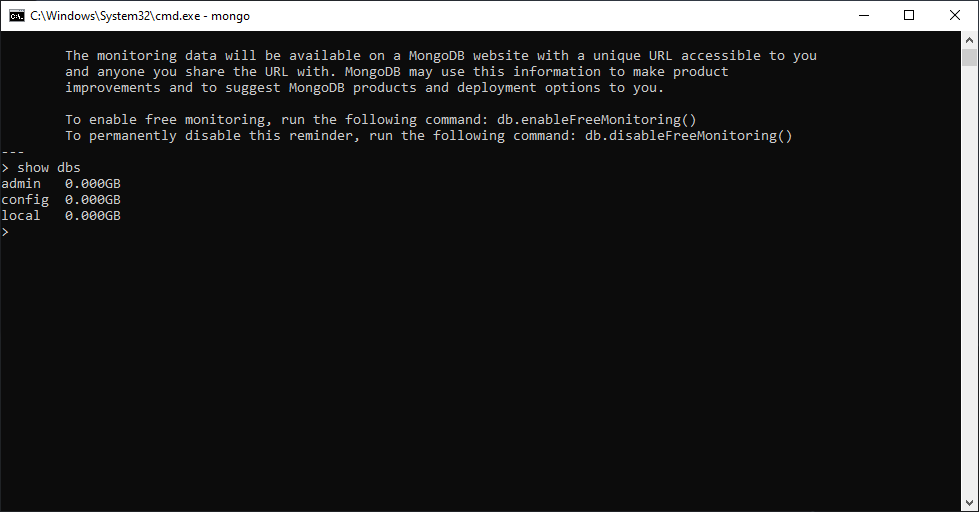 C:\Windows\System32\cmd.exe - mongo
The monitoring data will be available on a MongoDB website with a unique URL accessible to you
and anyone you share the URL with. MongoDB may use this information to make product
improvements and to suggest MongoDB products and deployment options to you.
To enable free monitoring, run the following command: db.enableFreeMonitoring()
To permanently disable this reminder, run the following command: db.disableFreeMonitoring()
---
> show dbs
admin   0.000GB
config  0.000GB
local   0.000GB
>